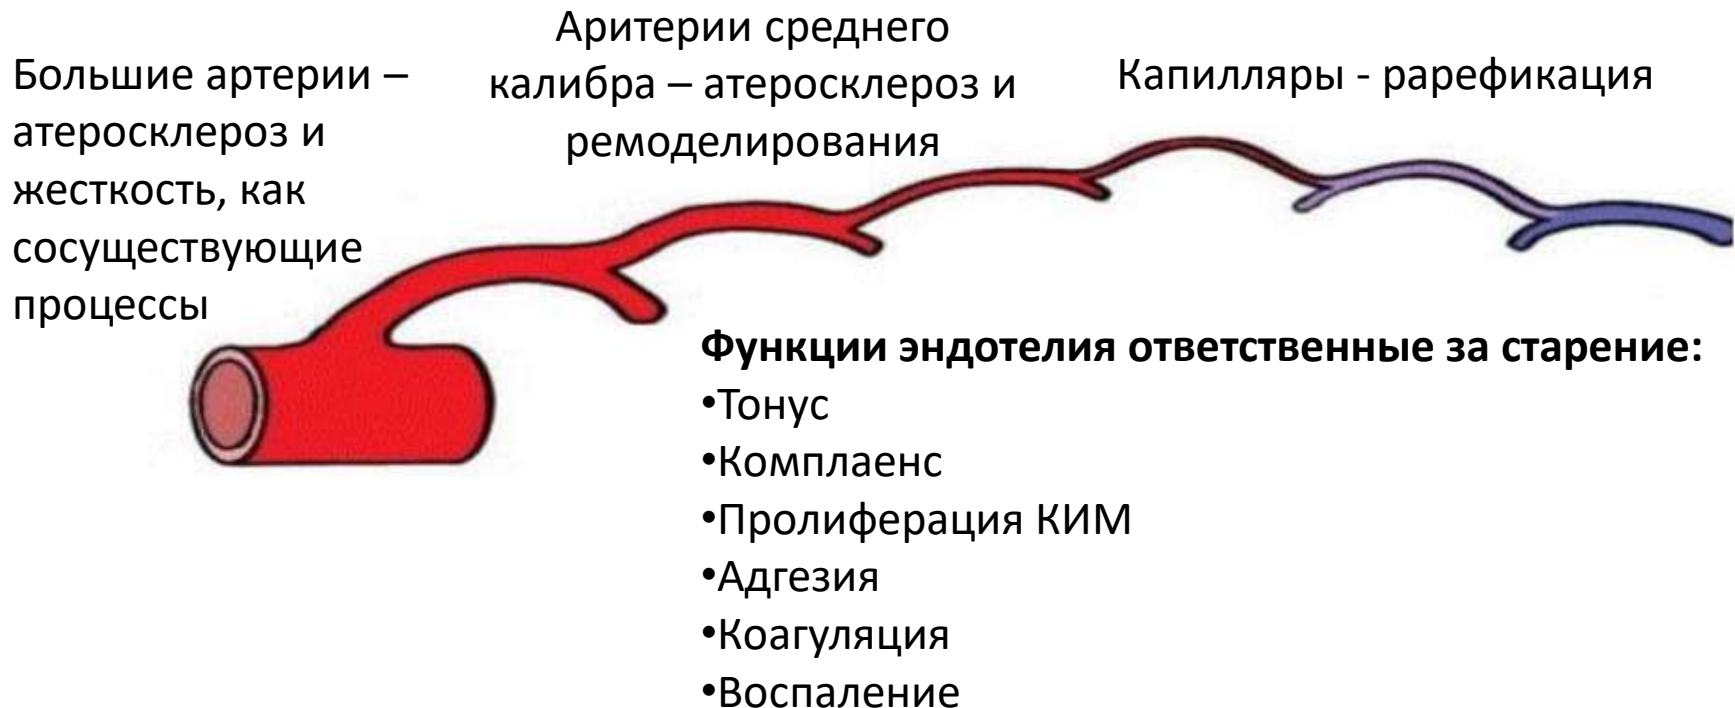 Большие артерии –
атеросклероз и
жесткость, как
сосуществующие
процессы
Аритерии среднего
калибра – атеросклероз и
ремоделирования
Капилляры - рарефикация
Функции эндотелия ответственные за старение:
•Тонус
•Комплаенс
•Пролиферация КИМ
•Адгезия
•Коагуляция
•Воспаление